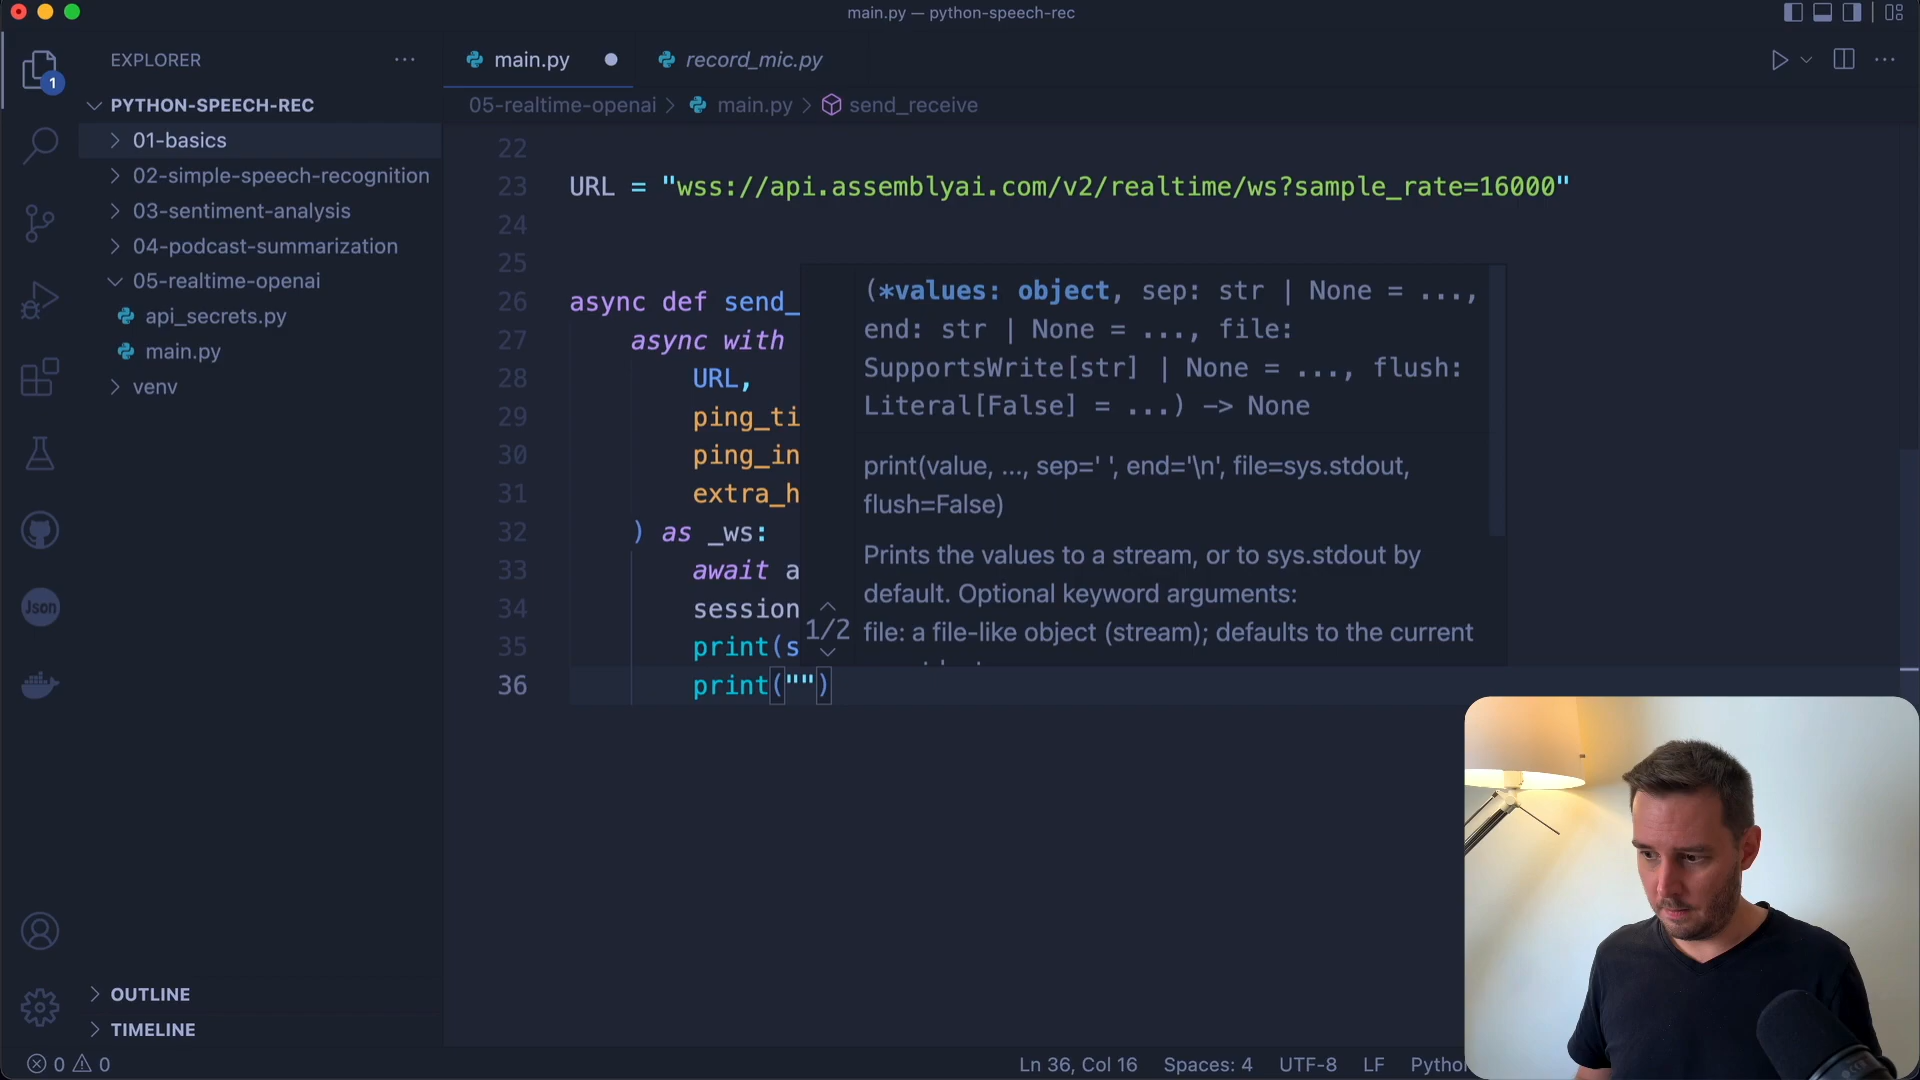 main.py — python-speech-rec
EXPLORER
main.py
record_mic.py
1
PYTHON-SPEECH-REC
05-realtime-openai > main.py > send_receive
01-basics
02-simple-speech-recognition
03-sentiment-analysis
04-podcast-summarization
05-realtime-openai
api_secrets.py
main.py
venv
22
23 URL = "wss://api.assemblyai.com/v2/realtime/ws?sample_rate=16000"
24
25
26 async def send_
27 async with
28 URL,
29 ping_ti
30 ping_in
31 extra_h
32 ) as _ws:
33 await a
34 session
35 print(s
36 print("")
(*values: object, sep: str | None = ...,
end: str | None = ..., file:
SupportsWrite[str] | None = ..., flush:
Literal[False] = ...) -> None
print(value, ..., sep=' ', end='\n', file=sys.stdout,
flush=False)
Prints the values to a stream, or to sys.stdout by
default. Optional keyword arguments:
file: a file-like object (stream); defaults to the current
1/2
Json
OUTLINE
TIMELINE
0 0
Ln 36, Col 16 Spaces: 4 UTF-8 LF Python